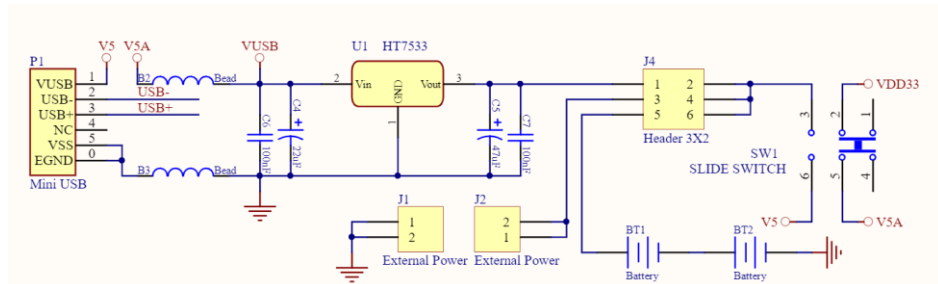 V5 V5A VUSB U1 HT7533
P1 J4
VUSB 1 B2 Bead 2 Vin GND Vout 3 1 2 VDD33
USB- 2 USB- 3 4
USB+ 3 USB+ 5 6
NC 4 C6 100nF C4 + 22uF 1 C5 + 47uF C7 100nF Header 3X2 3 2 1
VSS 5
EGND 0 SW1
Mini USB B3 Bead SLIDE SWITCH 6 5 4
J1 J2
1 2 V5 V5A
2 1 BT1 BT2
External Power External Power
Battery Battery